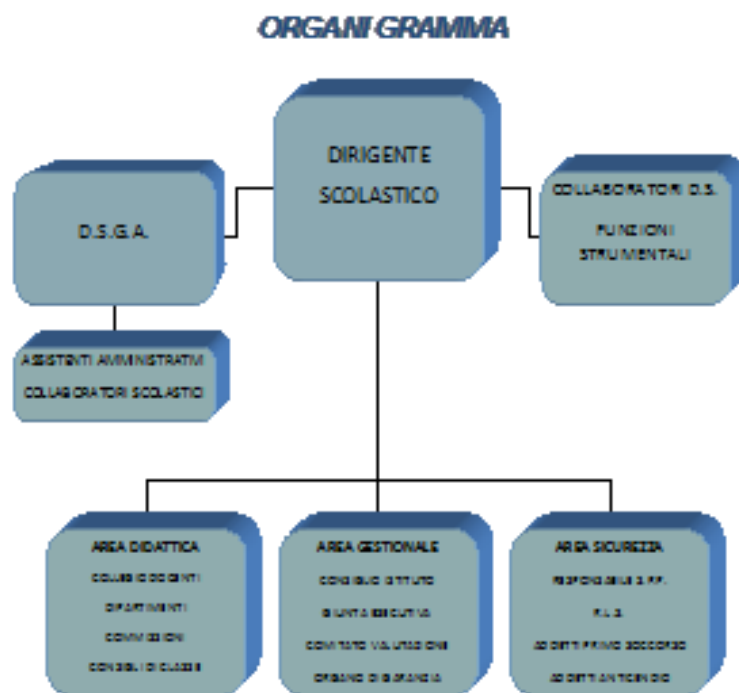 ORGANIGRAMMA
DIRIGENTE
SCOLASTICO
D.S.G.A.
COLLABORATORI D.S.
FUNZIONI
STRUMENTALI
ASSISTENTI AMMINISTRATIVI
COLLABORATORI SCOLASTICI
AREA DIDATTICA
COLLEGIO DOCENTI
DIPARTIMENTI
COMMISSIONI
CONSIGLI DI CLASSE
AREA GESTIONALE
CONSIGLIO ISTITUTO
GIUNTA ESECUTIVA
COMITATO VALUTAZIONE
ORGANO DI GARANZIA
AREA SICUREZZA
RESPONSABILE S.P.P.
R.L.S.
ADDETTI PRIMO SOCCORSO
ADDETTI ANTICENDIO